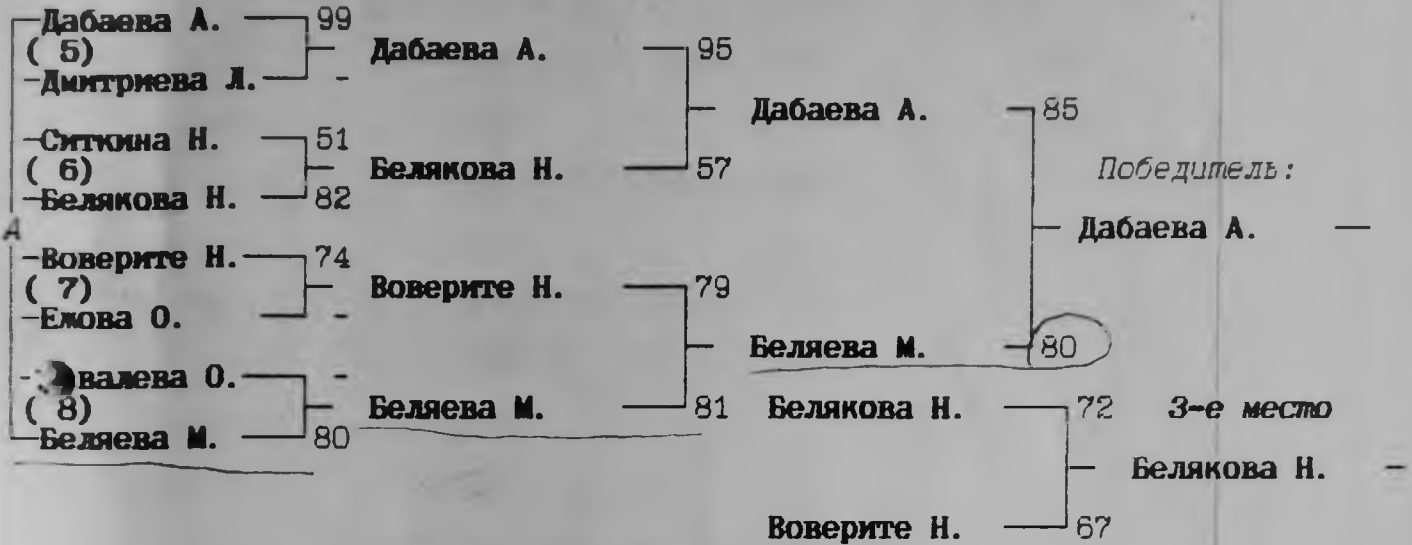 Дабаева А. 99
( 5) Дабаева А. 95
-Дмитриева Л. -
Дабаева А. 85
-Ситкина Н. 51
( 6) Белякова Н. 57
Победитель:
-Белякова Н. 82
А Дабаева А. —
-Воверите Н. 74
( 7) Воверите Н. 79
-Ежова О. -
Беляева М. 80
О. -
( 8) Беляева М. 81 Белякова Н. 72 3-е место
Беляева М. 80
Белякова Н. -
Воверите Н. 67